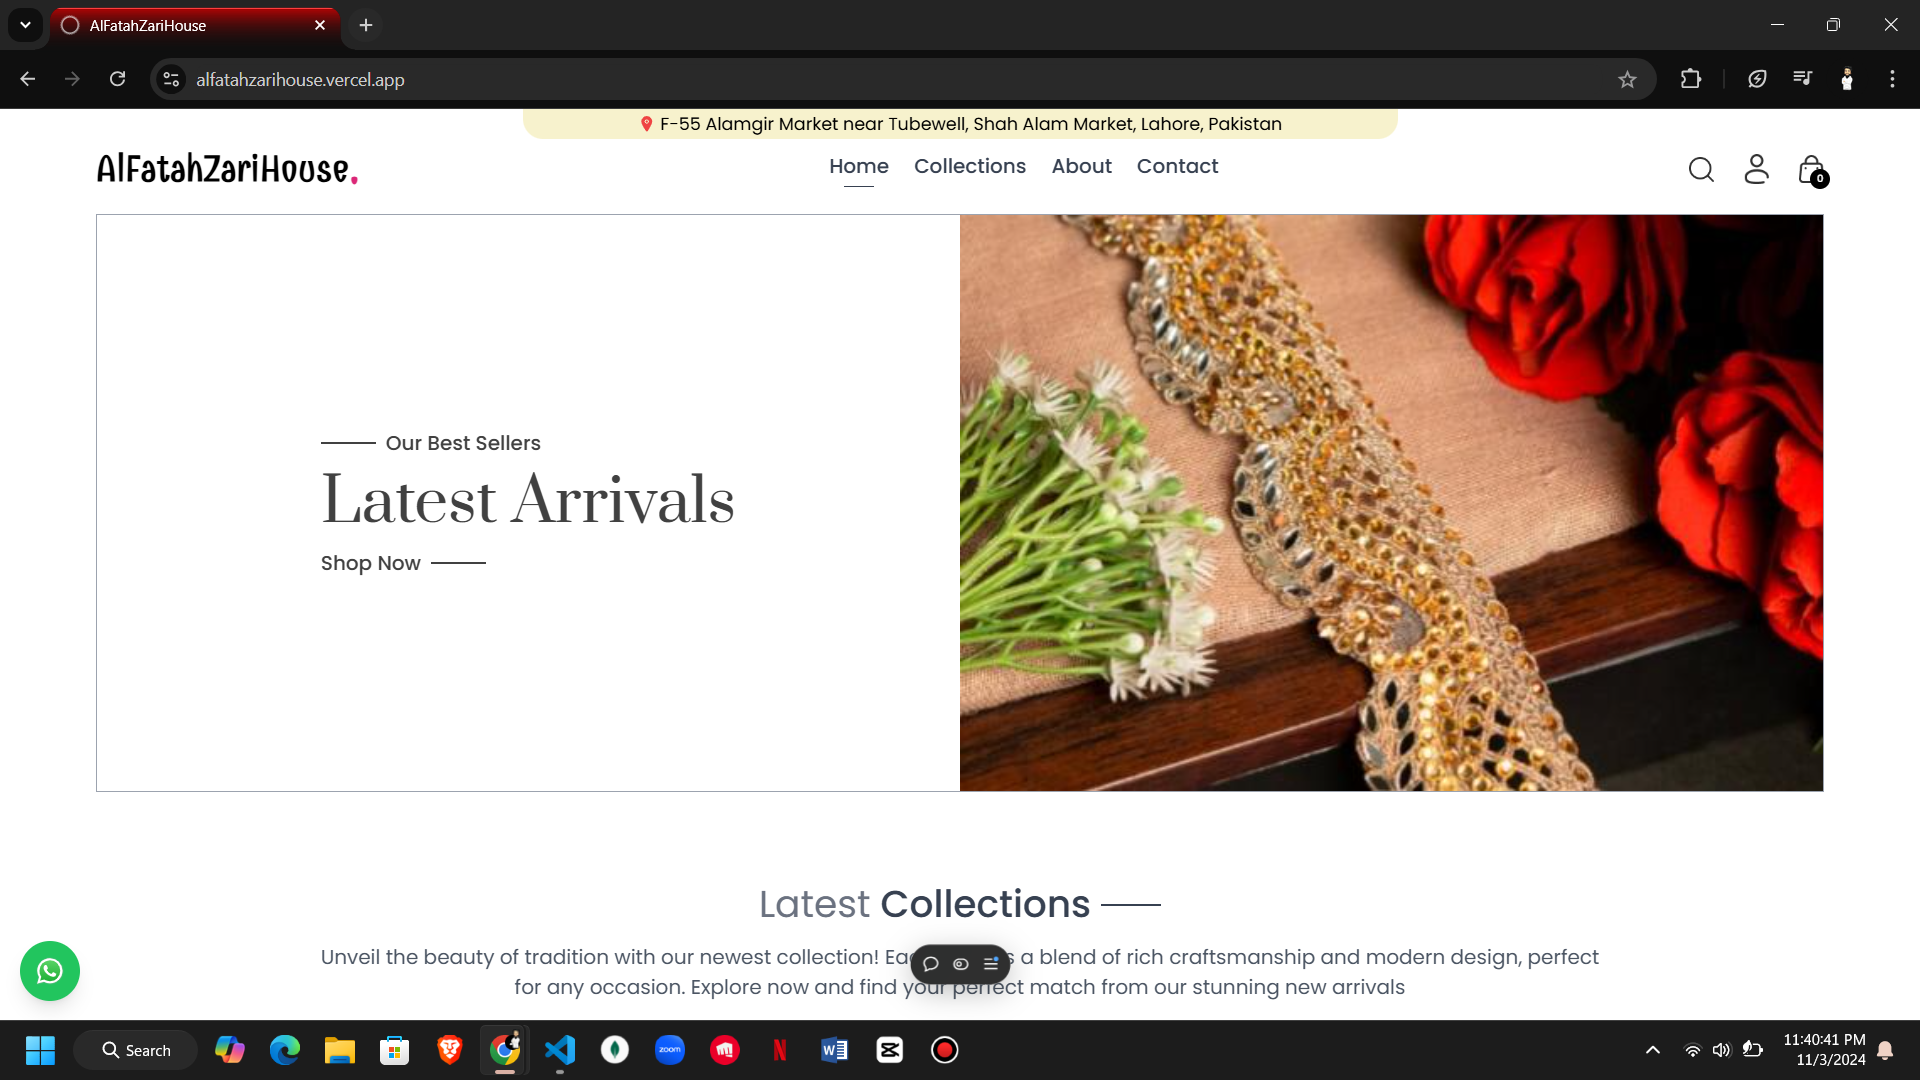 AlFatahZariHouse
alfatahzarihouse.vercel.app
F-55 Alamgir Market near Tubewell, Shah Alam Market, Lahore, Pakistan
AlFatahZariHouse.
Home Collections About Contact
0
Our Best Sellers
Latest Arrivals
Shop Now
Latest Collections
Unveil the beauty of tradition with our newest collection! a blend of rich craftsmanship and modern design, perfect
for any occasion. Explore now and find your perfect match from our stunning new arrivals
Search
zoom
N
W
11:40:41 PM
11/3/2024